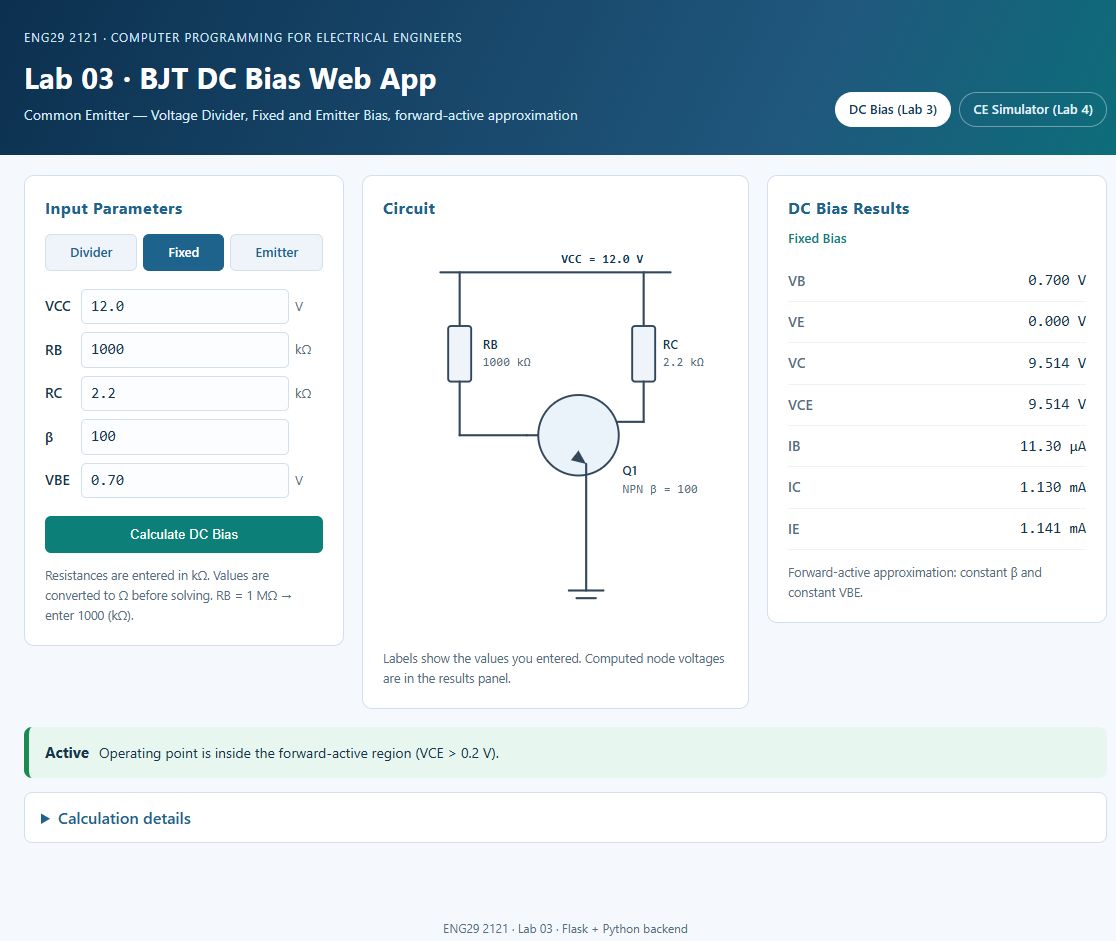 ENG29 2121 · COMPUTER PROGRAMMING FOR ELECTRICAL ENGINEERS
Lab 03 · BJT DC Bias Web App
Common Emitter — Voltage Divider, Fixed and Emitter Bias, forward-active approximation
DC Bias (Lab 3)
CE Simulator (Lab 4)
Input Parameters
Divider
Fixed
Emitter
VCC 12.0 V
RB 1000 kΩ
RC 2.2 kΩ
β 100
VBE 0.70 V
Calculate DC Bias
Resistances are entered in kΩ. Values are
converted to Ω before solving. RB = 1 MΩ →
enter 1000 (kΩ).
Circuit
VCC = 12.0 V
RB
1000 kΩ
RC
2.2 kΩ
Q1
NPN β = 100
Labels show the values you entered. Computed node voltages
are in the results panel.
DC Bias Results
Fixed Bias
VB 0.700 V
VE 0.000 V
VC 9.514 V
VCE 9.514 V
IB 11.30 µA
IC 1.130 mA
IE 1.141 mA
Forward-active approximation: constant β and
constant VBE.
Active Operating point is inside the forward-active region (VCE > 0.2 V).
▶ Calculation details
ENG29 2121 · Lab 03 · Flask + Python backend